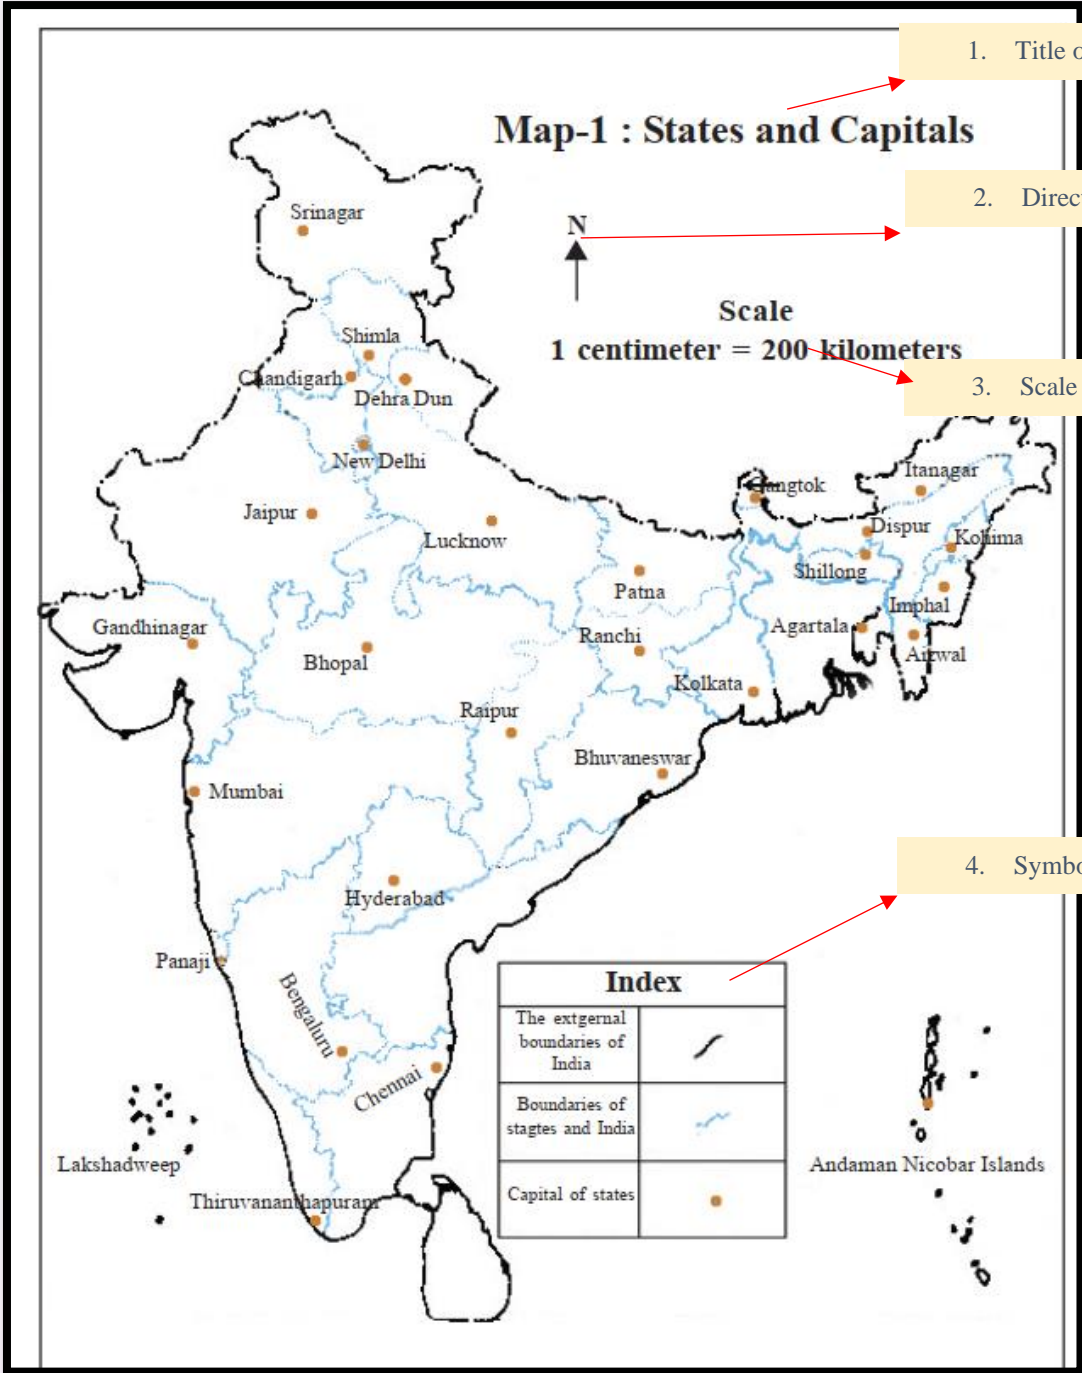 1. Title o
Map-1 : States and Capitals
2. Direc
N
Srinagar
Scale
1 centimeter = 200 kilometers
3. Scale
Shimla
Chandigarh
Dehra Dun
New Delhi
Itanagar
Gangtok
Jaipur
Lucknow
Dispur
Kohima
Shillong
Patna
Imphal
Gandhinagar
Agartala
Ranchi
Bhopal
Aizwal
Kolkata
Raipur
Bhuvaneswar
Mumbai
4. Symbo
Hyderabad
Panaji
Bengaluru
Chennai
Index
The extgernal
boundaries of
India
Boundaries of
stagtes and India
Capital of states
Lakshadweep
Andaman Nicobar Islands
Thiruvananthapuram